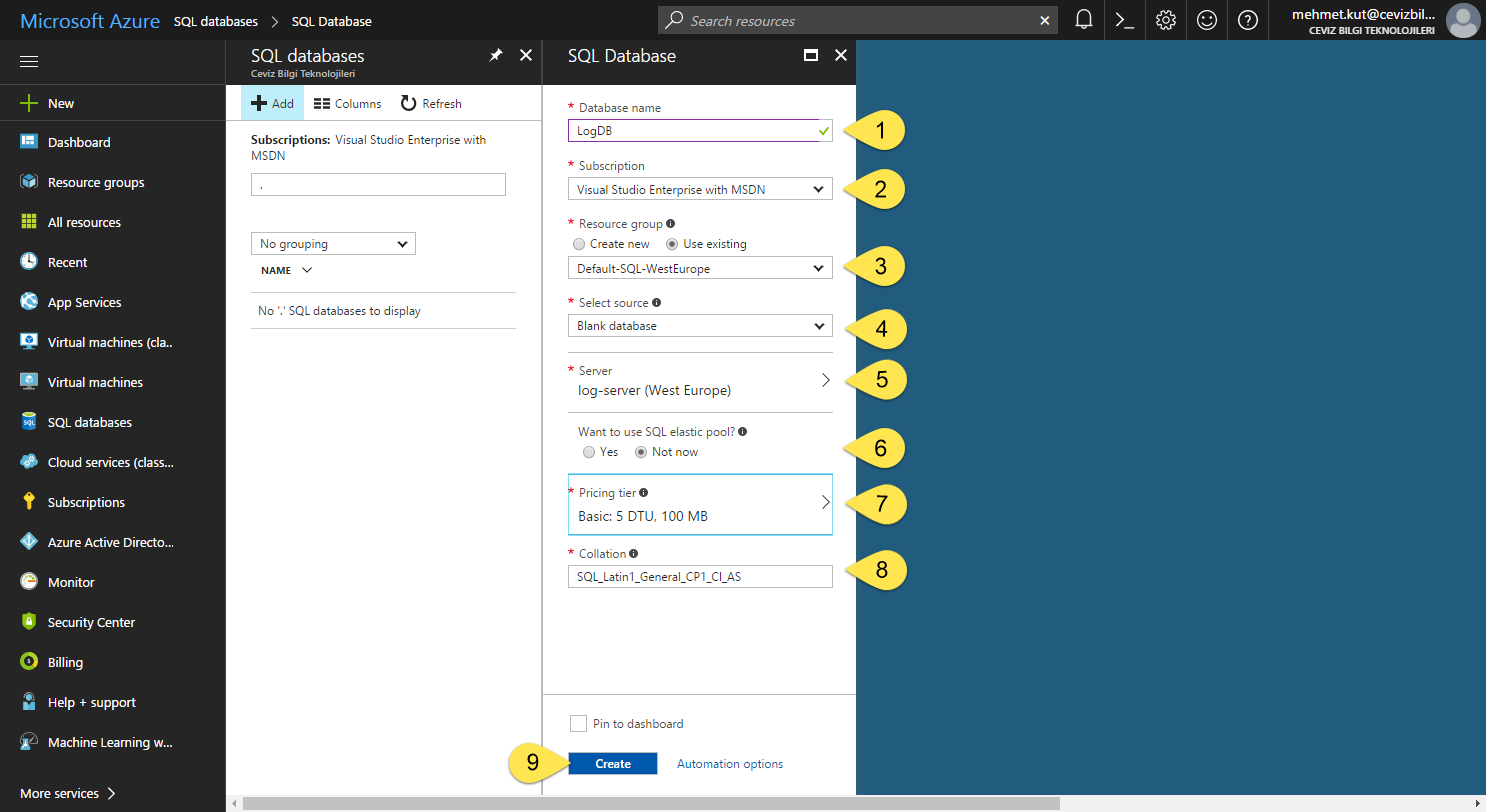 Microsoft Azure SQL databases > SQL Database
Search resources
mehmet.kut@cevizbil...
CEVIZ BILGI TEKNOLOJILERI
New
Dashboard
Resource groups
All resources
Recent
App Services
Virtual machines (cla..
Virtual machines
SQL databases
Cloud services (class...
Subscriptions
Azure Active Directo...
Monitor
Security Center
Billing
Help + support
Machine Learning w...
More services >
SQL databases
Ceviz Bilgi Teknolojileri
Add Columns Refresh
Subscriptions: Visual Studio Enterprise with
MSDN
.
No grouping
NAME
No '.' SQL databases to display
SQL Database
* Database name
LogDB
1
* Subscription
Visual Studio Enterprise with MSDN
2
* Resource group
Create new Use existing
Default-SQL-WestEurope
3
* Select source
Blank database
4
* Server
log-server (West Europe)
5
Want to use SQL elastic pool?
Yes Not now
6
* Pricing tier
Basic: 5 DTU, 100 MB
7
* Collation
SQL_Latin1_General_CP1_CI_AS
8
Pin to dashboard
9
Create Automation options